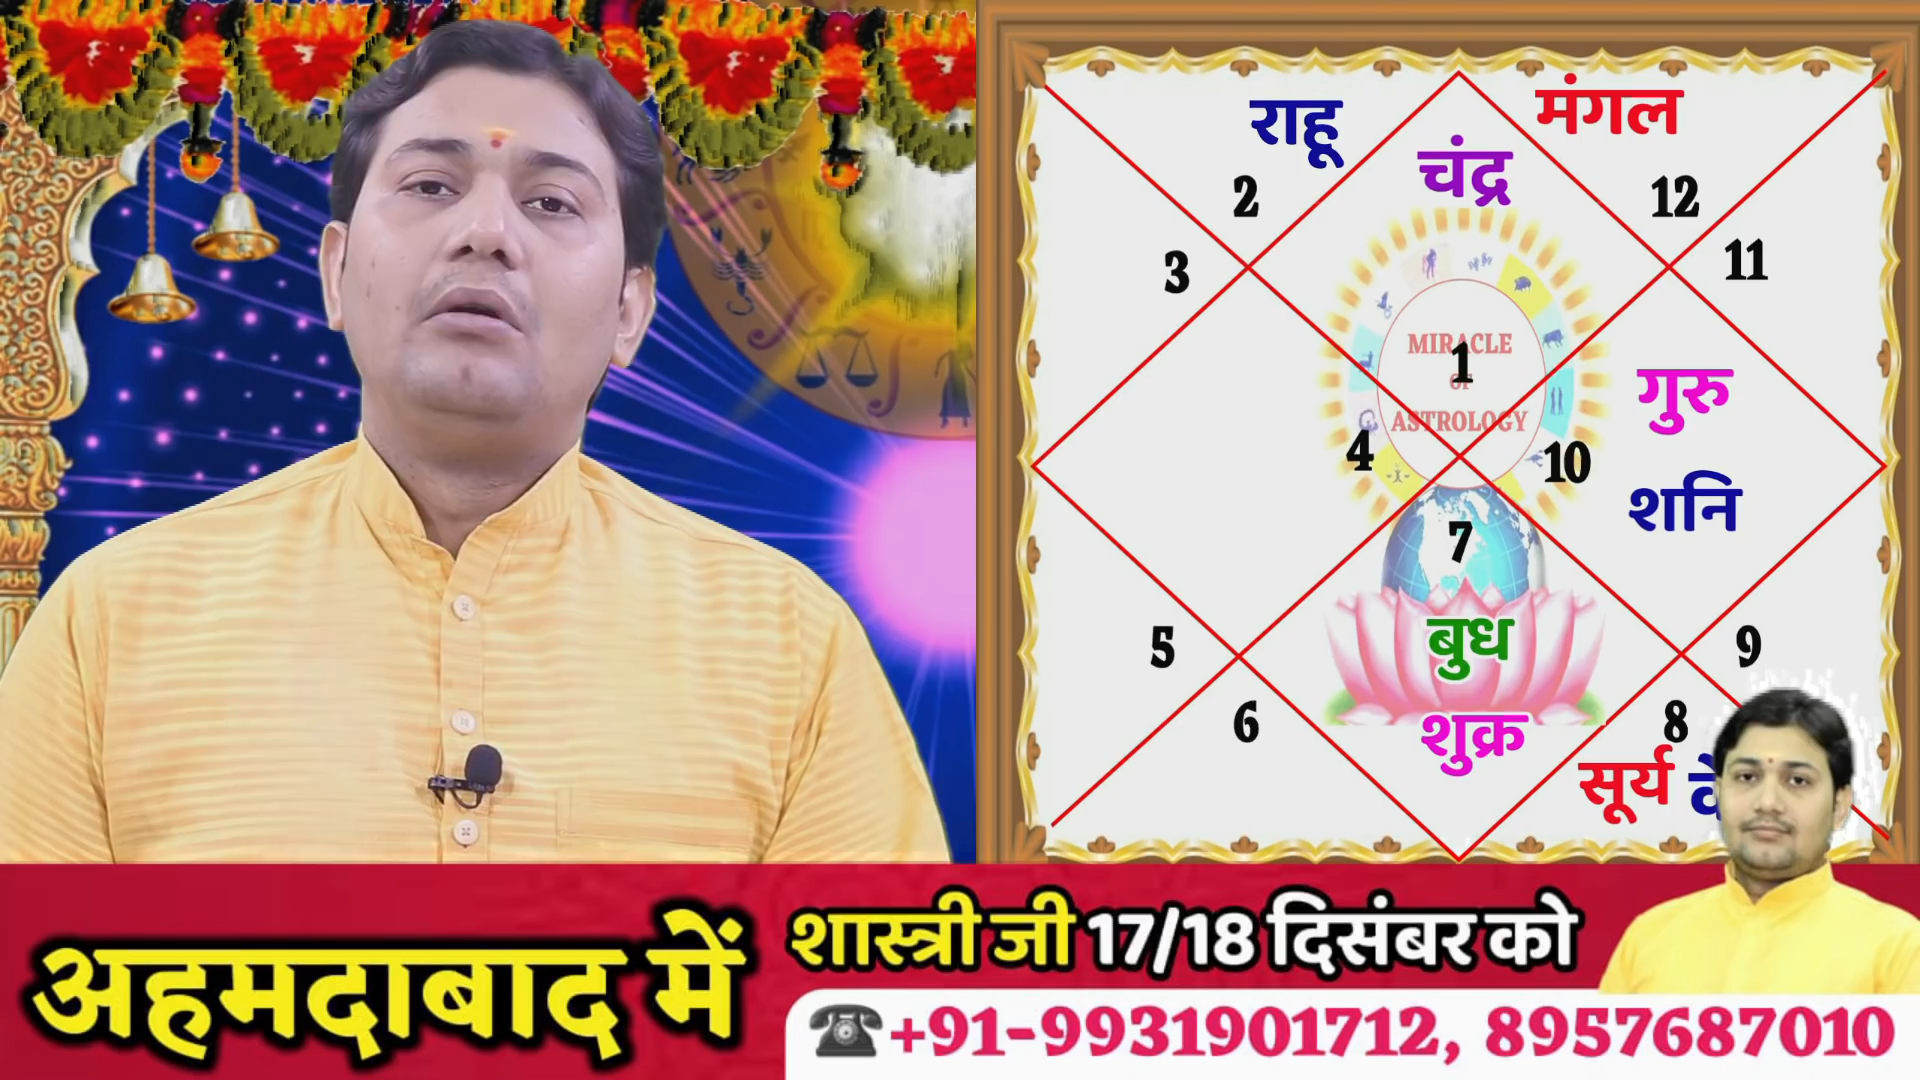 राहू
मंगल
चंद्र
2
12
3
11
MIRACLE
1
OF
ASTROLOGY
गुरु
4
10
शनि
7
बुध
5
9
6
शुक्र
8
सूर्य
अहमदाबाद में
शास्त्री जी 17/18 दिसंबर को
+91-9931901712, 8957687010